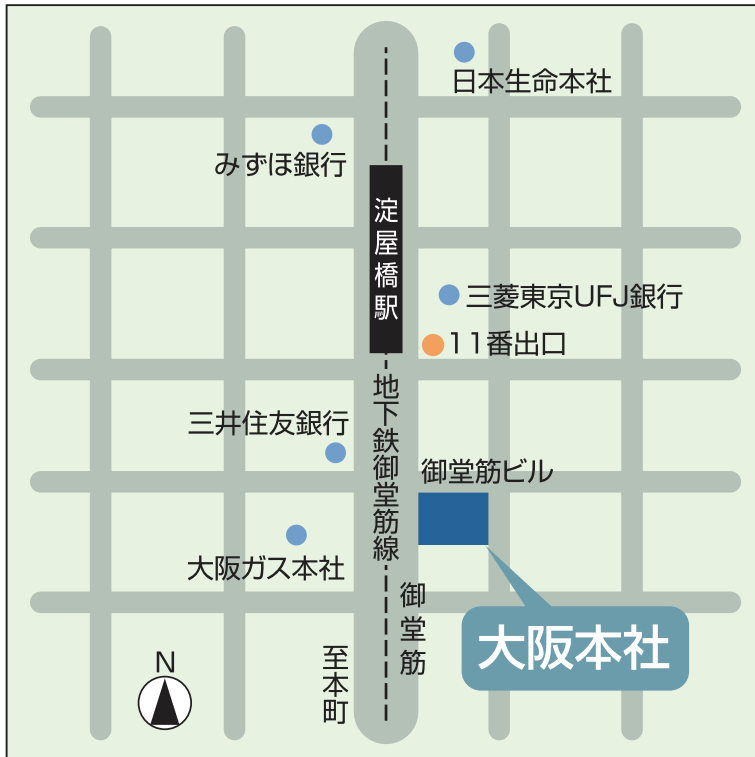 日本生命本社
みずほ銀行
淀屋橋駅
三菱東京UFJ銀行
11番出口
地下鉄御堂筋線
三井住友銀行
御堂筋ビル
大阪ガス本社
御堂筋
大阪本社
至本町
N